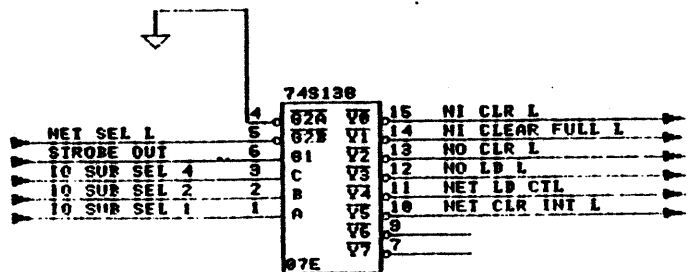 74S138
4 G2A Y0 15 NI CLR L
NET SEL L 5 G2B Y1 14 NI CLEAR FULL L
STROBE OUT 6 G1 Y2 13 NO CLR L
IO SUB SEL 4 3 C Y3 12 NO LD L
IO SUB SEL 2 2 B Y4 11 NET LD CTL
IO SUB SEL 1 1 A Y5 10 NET CLR INT L
Y6 9
Y7 7
07E